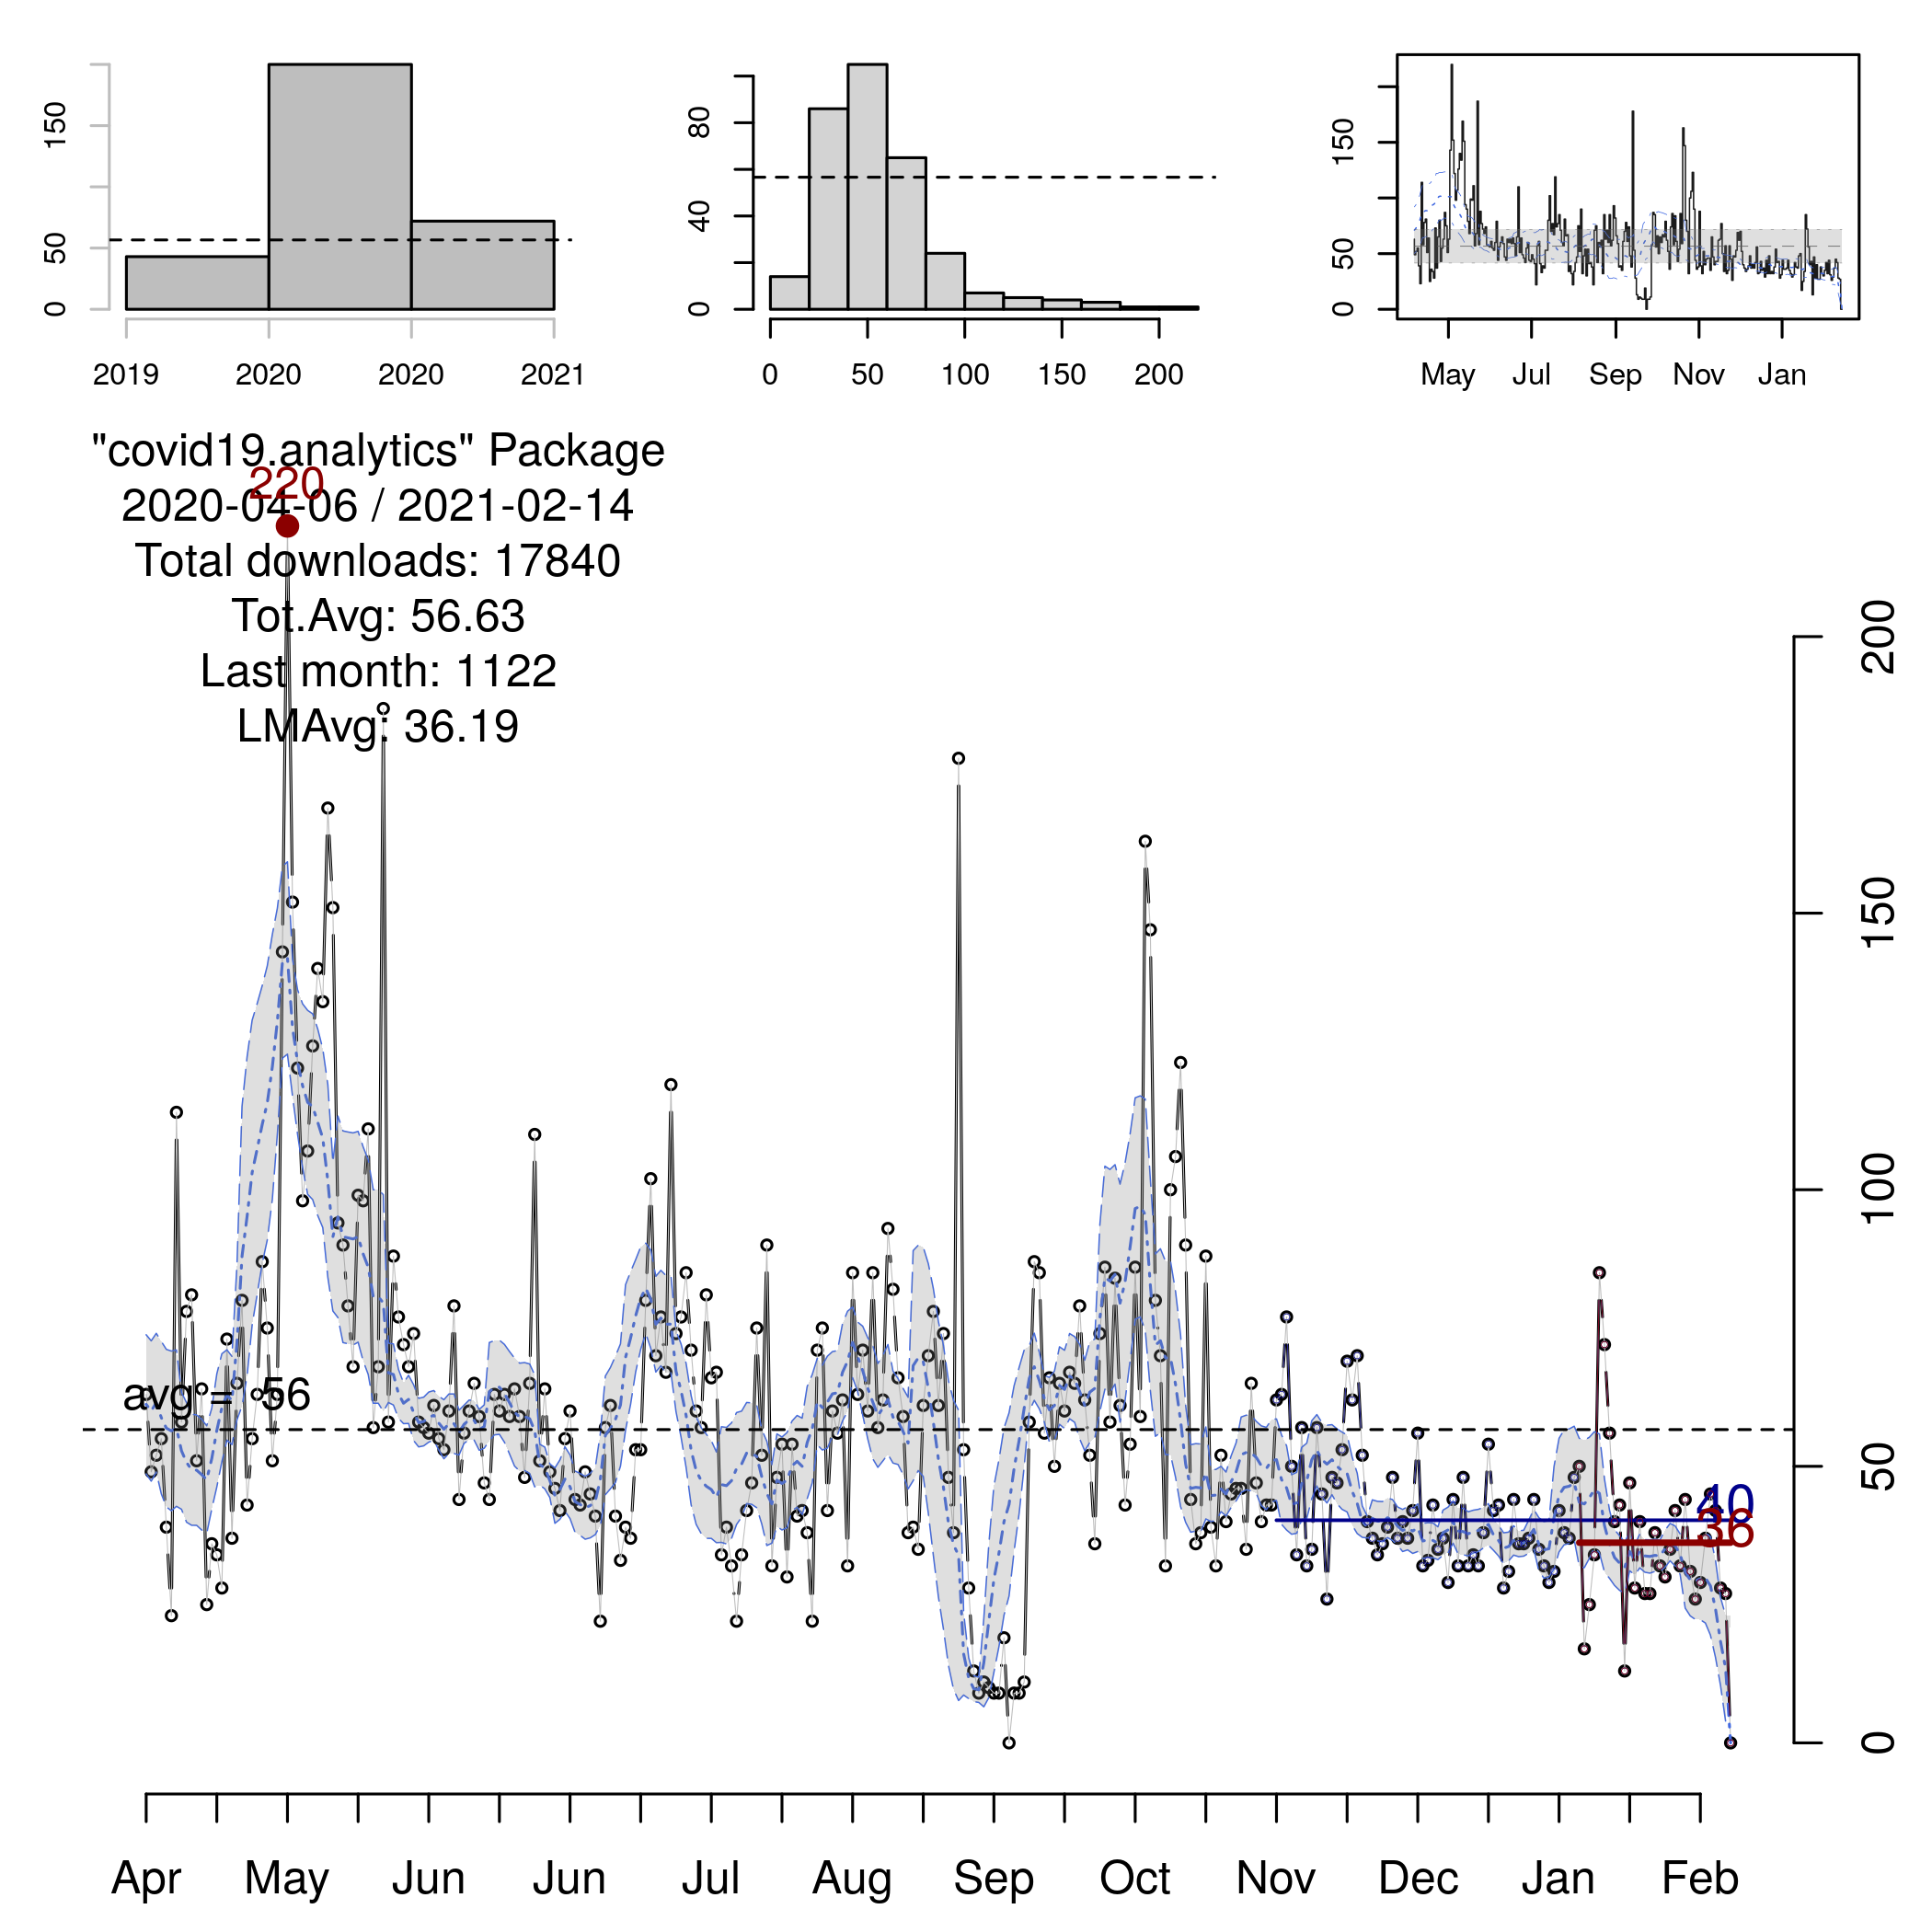 150
50
0
2019 2020 2020 2021
80
40
0
0 50 100 150 200
150
50
0
May Jul Sep Nov Jan
"covid19.analytics" Package
220
2020-04-06 / 2021-02-14
Total downloads: 17840
Tot.Avg: 56.63
Last month: 1122
LMAvg: 36.19
200
150
100
50
0
avg = 56
40
36
Apr May Jun Jun Jul Aug Sep Oct Nov Dec Jan Feb